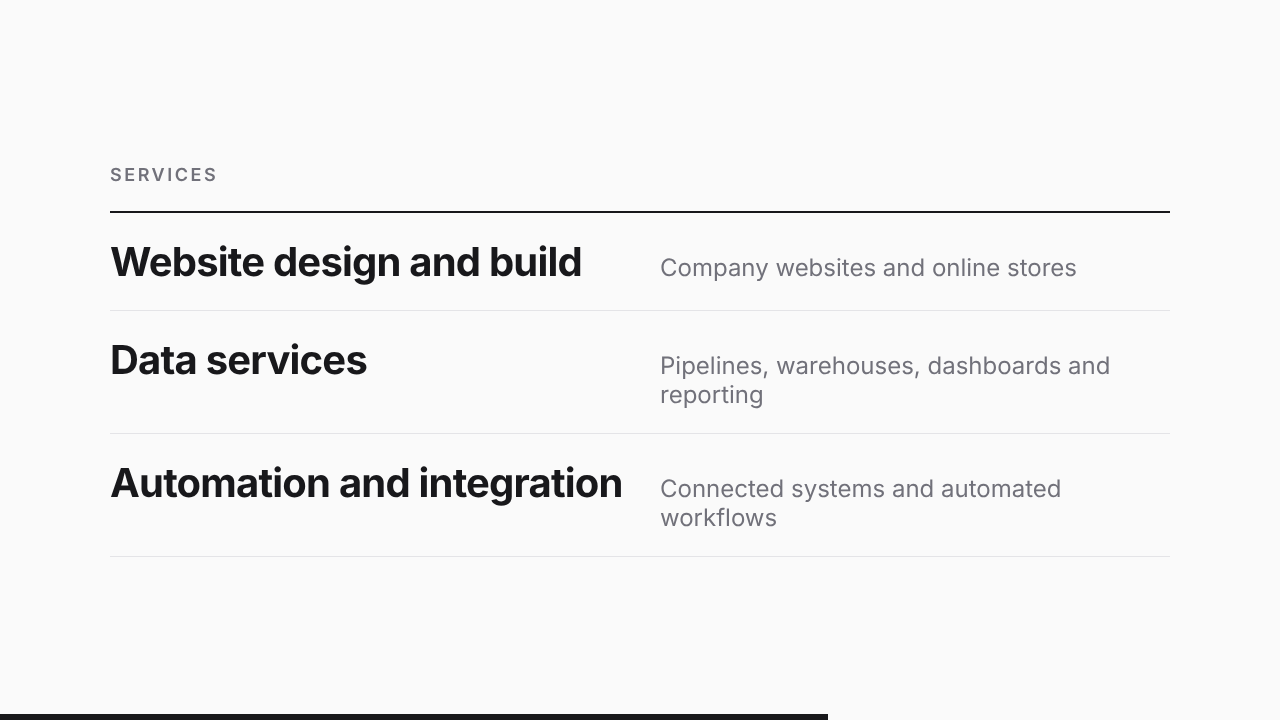 SERVICES
Website design and build
Company websites and online stores
Data services
Pipelines, warehouses, dashboards and
reporting
Automation and integration
Connected systems and automated
workflows